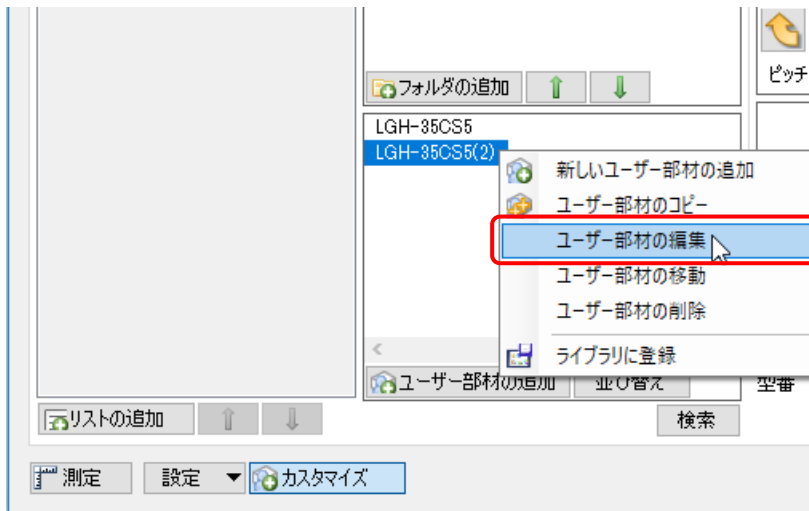 ピッチ
フォルダの追加
LGH-35CS5
LGH-35CS5(2)
新しいユーザー部材の追加
ユーザー部材のコピー
ユーザー部材の編集
ユーザー部材の移動
ユーザー部材の削除
ライブラリに登録
ユーザー部材の追加 並び替え 型番
リストの追加 検索
測定 設定 カスタマイズ